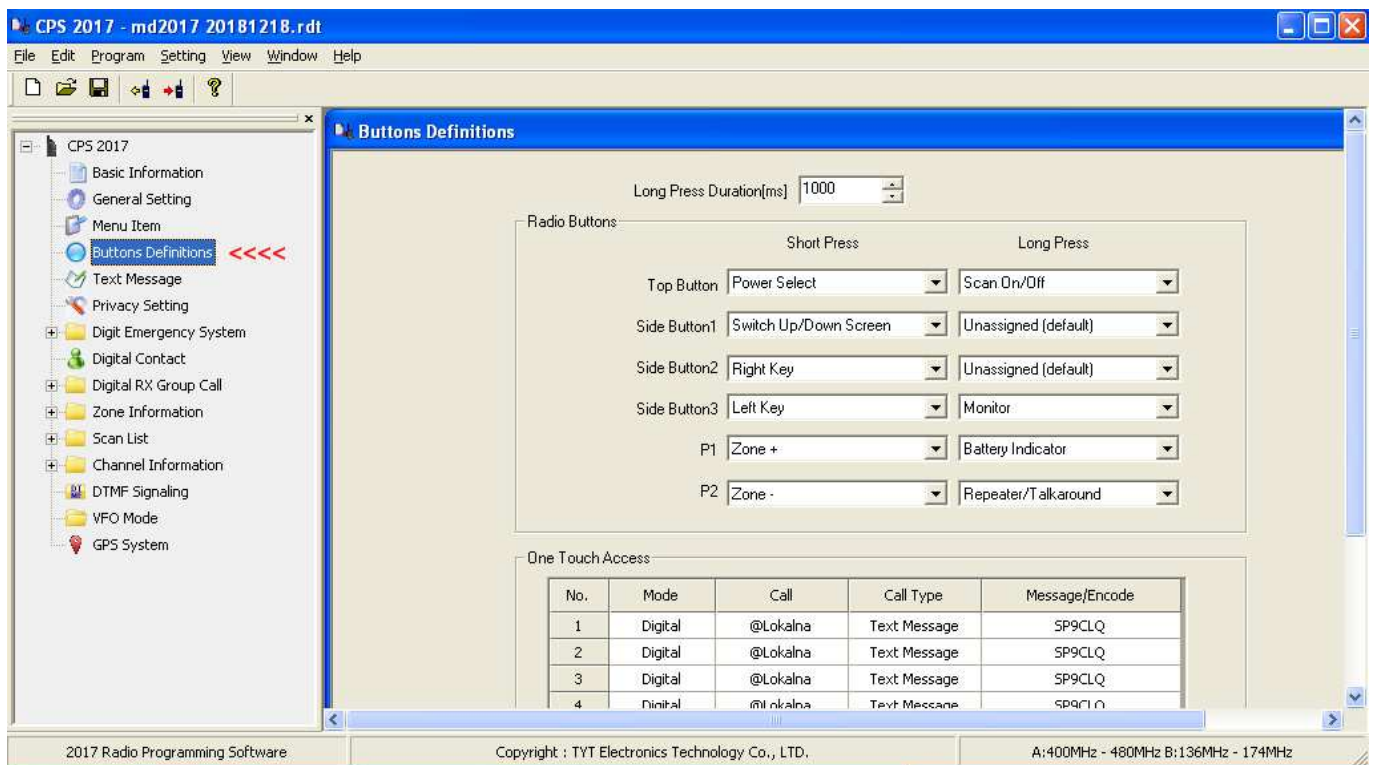 CPS 2017 - md2017 20181218.rdt
File Edit Program Setting View Window Help
CPS 2017
Basic Information
General Setting
Menu Item
Buttons Definitions <<<<
Text Message
Privacy Setting
Digit Emergency System
Digital Contact
Digital RX Group Call
Zone Information
Scan List
Channel Information
DTMF Signaling
VFO Mode
GPS System
Buttons Definitions
Long Press Duration[ms] 1000
Radio Buttons
Short Press Long Press
Top Button Power Select Scan On/Off
Side Button1 Switch Up/Down Screen Unassigned (default)
Side Button2 Right Key Unassigned (default)
Side Button3 Left Key Monitor
P1 Zone + Battery Indicator
P2 Zone - Repeater/Talkaround
One Touch Access
No. Mode Call Call Type Message/Encode
1 Digital @Lokalna Text Message SP9CLQ
2 Digital @Lokalna Text Message SP9CLQ
3 Digital @Lokalna Text Message SP9CLQ
4 Digital @Lokalna Text Message SP9CLQ
2017 Radio Programming Software Copyright : TYT Electronics Technology Co., LTD. A:400MHz - 480MHz B:136MHz - 174MHz